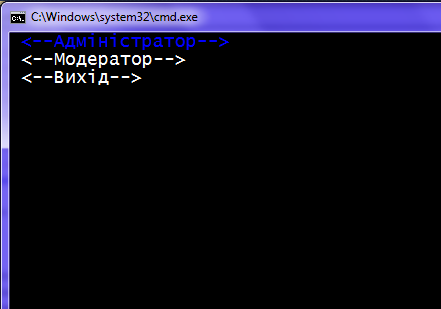 C:\Windows\system32\cmd.exe
<--Адміністратор-->
<--Модератор-->
<--Вихід-->